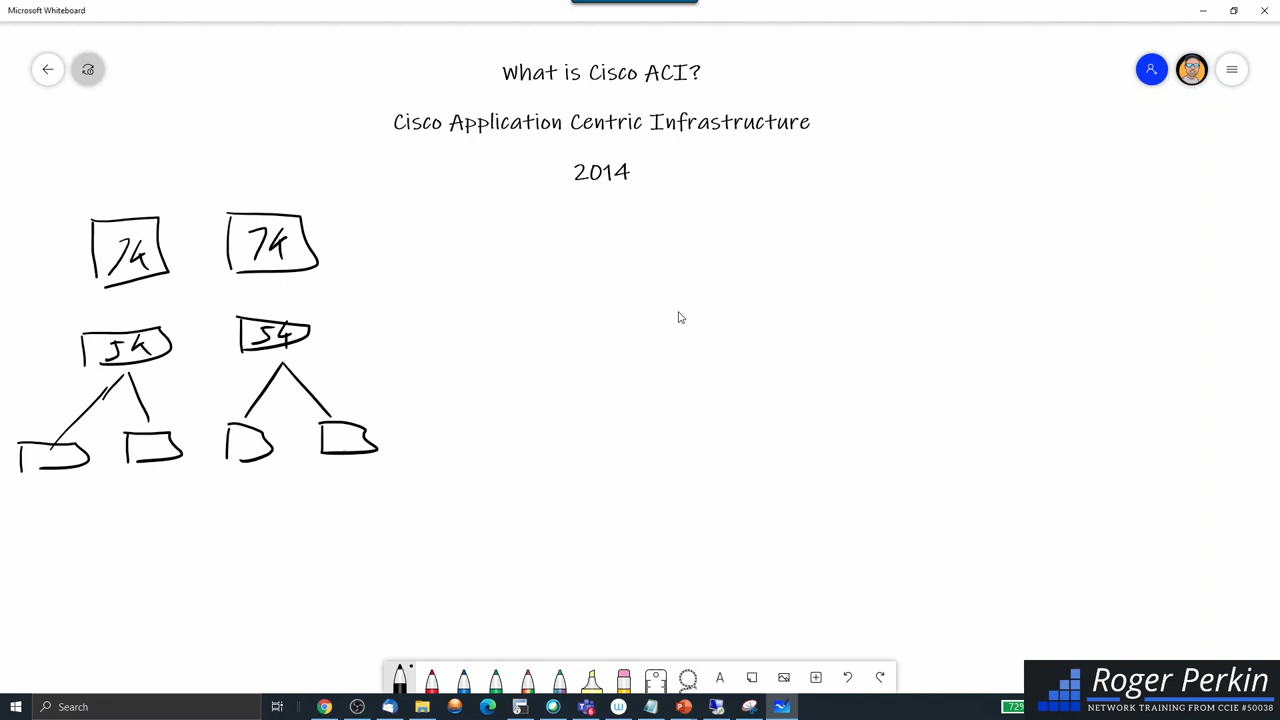 Microsoft Whiteboard
What is Cisco ACI?
Cisco Application Centric Infrastructure
2014
7K 7K
5K 5K
A
Search
72%
Roger Perkin
NETWORK TRAINING FROM CCIE #50038